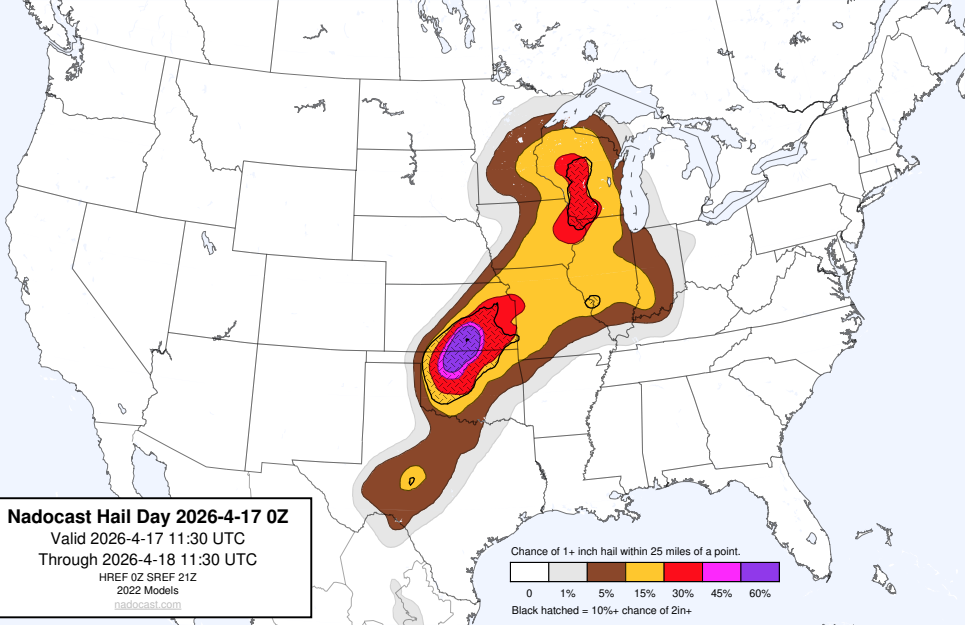 Nadocast Hail Day 2026-4-17 0Z
Valid 2026-4-17 11:30 UTC
Through 2026-4-18 11:30 UTC
HREF 0Z SREF 21Z
2022 Models
nadocast.com
Chance of 1+ inch hail within 25 miles of a point.
0 1% 5% 15% 30% 45% 60%
Black hatched = 10%+ chance of 2in+